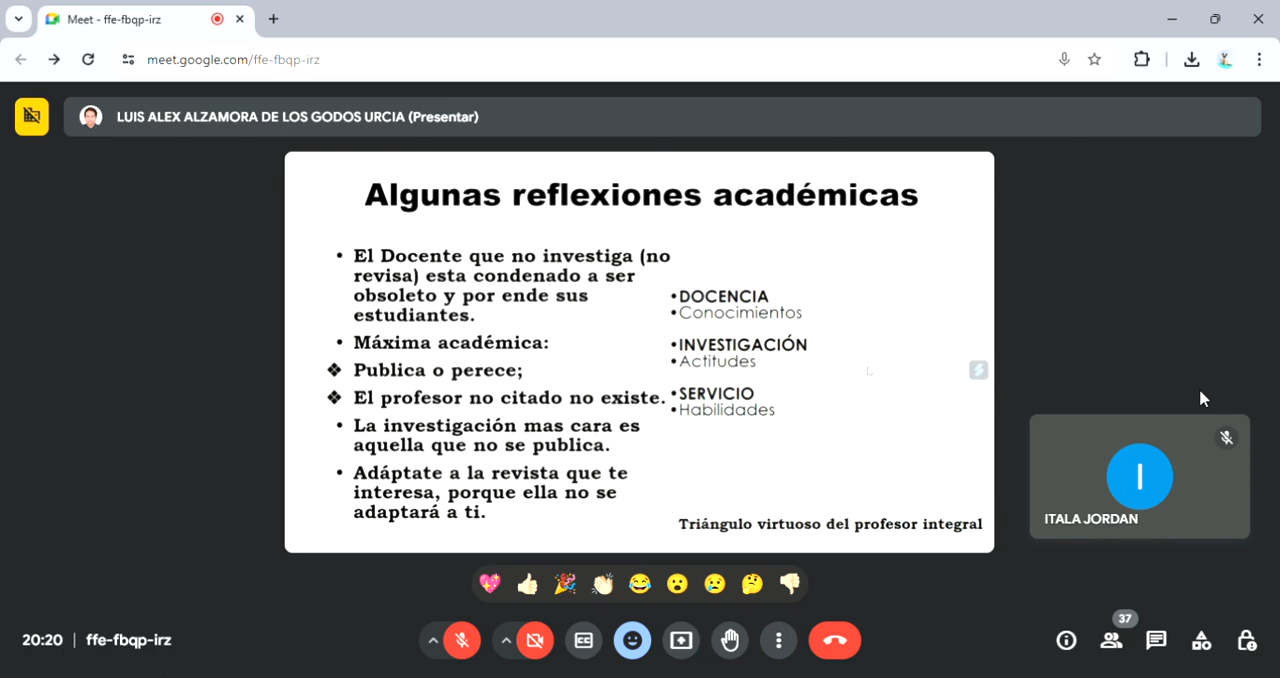 Meet - ffe-fbqp-irz
meet.google.com/ffe-fbqp-irz
LUIS ALEX ALZAMORA DE LOS GODOS URCIA (Presentar)
Algunas reflexiones académicas
• El Docente que no investiga (no
revisa) esta condenado a ser
obsoleto y por ende sus
estudiantes.
• Máxima académica:
❖ Publica o perece;
❖ El profesor no citado no existe.
• La investigación mas cara es
aquella que no se publica.
• Adáptate a la revista que te
interesa, porque ella no se
adaptará a ti.
•DOCENCIA
•Conocimientos
•INVESTIGACIÓN
•Actitudes
•SERVICIO
•Habilidades
Triángulo virtuoso del profesor integral
I
ITALA JORDAN
20:20 | ffe-fbqp-irz
37